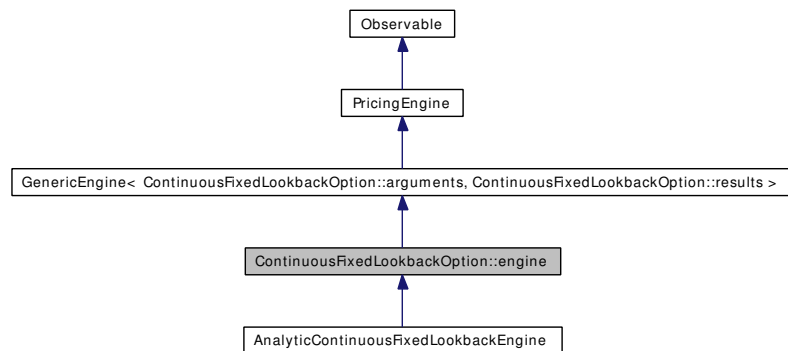 Observable
PricingEngine
GenericEngine< ContinuousFixedLookbackOption::arguments, ContinuousFixedLookbackOption::results >
ContinuousFixedLookbackOption::engine
AnalyticContinuousFixedLookbackEngine